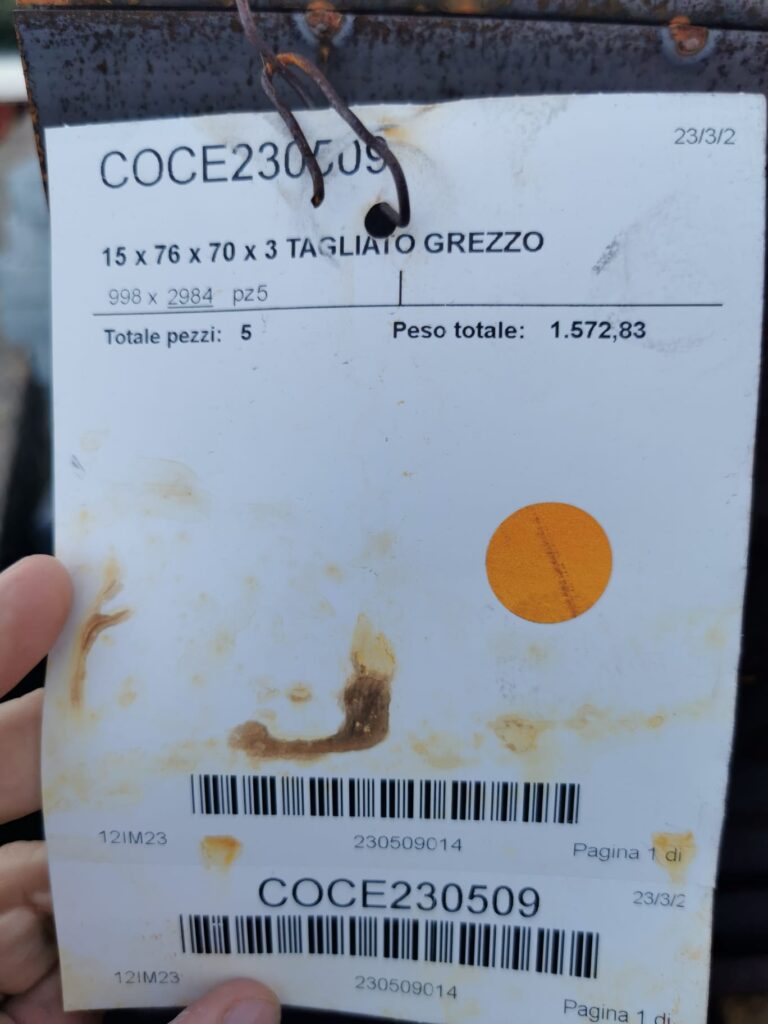 COCE230509
23/3/2
15 x 76 x 70 x 3 TAGLIATO GREZZO
998 x 2984 pz5
Totale pezzi: 5 Peso totale: 1.572,83
12IM23 230509014 Pagina 1 di
COCE230509
23/3/2
12IM23 230509014 Pagina 1 di